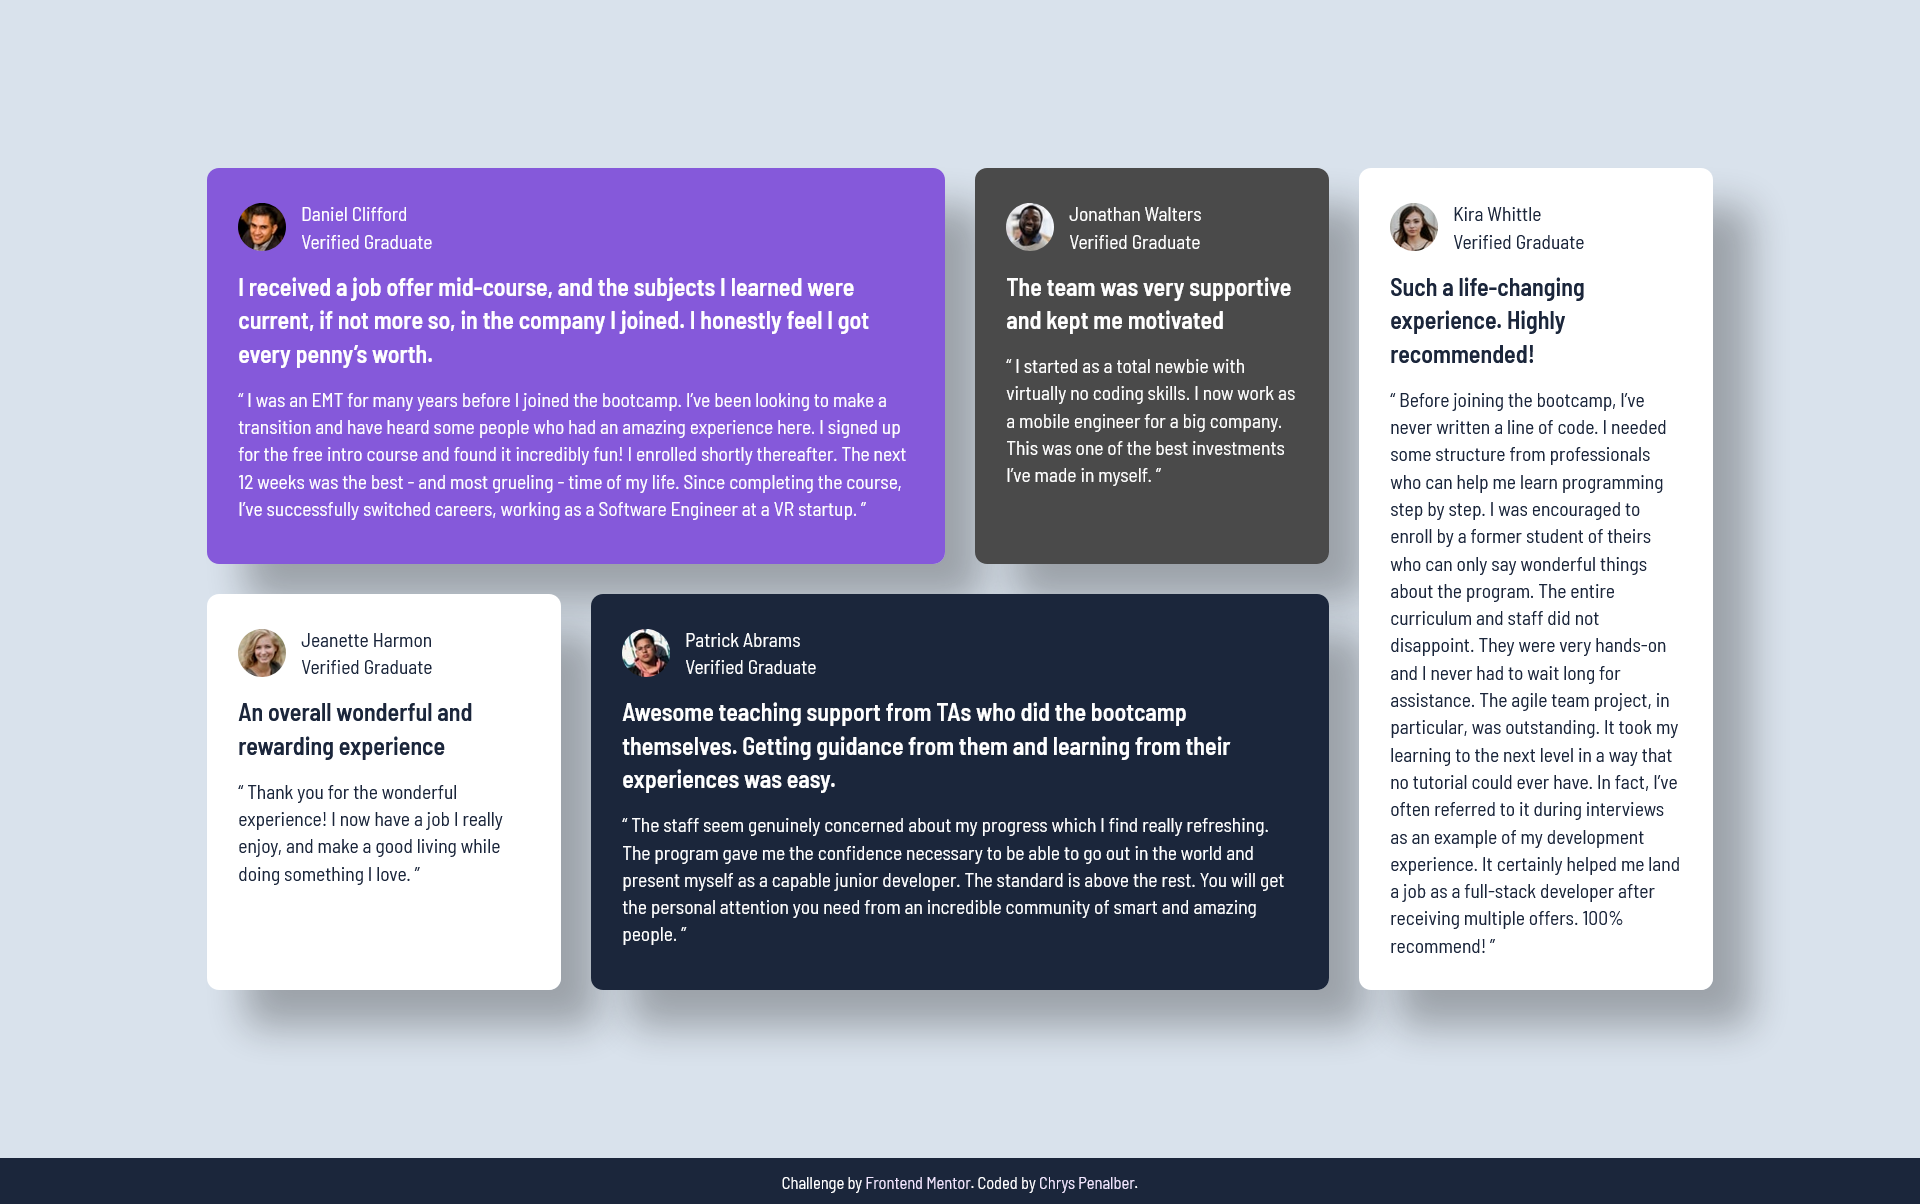 Daniel Clifford
Verified Graduate
I received a job offer mid-course, and the subjects I learned were
current, if not more so, in the company I joined. I honestly feel I got
every penny’s worth.
“ I was an EMT for many years before I joined the bootcamp. I’ve been looking to make a
transition and have heard some people who had an amazing experience here. I signed up
for the free intro course and found it incredibly fun! I enrolled shortly thereafter. The next
12 weeks was the best - and most grueling - time of my life. Since completing the course,
I’ve successfully switched careers, working as a Software Engineer at a VR startup. ”
Jonathan Walters
Verified Graduate
The team was very supportive
and kept me motivated
“ I started as a total newbie with
virtually no coding skills. I now work as
a mobile engineer for a big company.
This was one of the best investments
I’ve made in myself. ”
Kira Whittle
Verified Graduate
Such a life-changing
experience. Highly
recommended!
“ Before joining the bootcamp, I’ve
never written a line of code. I needed
some structure from professionals
who can help me learn programming
step by step. I was encouraged to
enroll by a former student of theirs
who can only say wonderful things
about the program. The entire
curriculum and staff did not
disappoint. They were very hands-on
and I never had to wait long for
assistance. The agile team project, in
particular, was outstanding. It took my
learning to the next level in a way that
no tutorial could ever have. In fact, I’ve
often referred to it during interviews
as an example of my development
experience. It certainly helped me land
a job as a full-stack developer after
receiving multiple offers. 100%
recommend! ”
Jeanette Harmon
Verified Graduate
An overall wonderful and
rewarding experience
“ Thank you for the wonderful
experience! I now have a job I really
enjoy, and make a good living while
doing something I love. ”
Patrick Abrams
Verified Graduate
Awesome teaching support from TAs who did the bootcamp
themselves. Getting guidance from them and learning from their
experiences was easy.
“ The staff seem genuinely concerned about my progress which I find really refreshing.
The program gave me the confidence necessary to be able to go out in the world and
present myself as a capable junior developer. The standard is above the rest. You will get
the personal attention you need from an incredible community of smart and amazing
people. ”
Challenge by Frontend Mentor. Coded by Chrys Penalber.